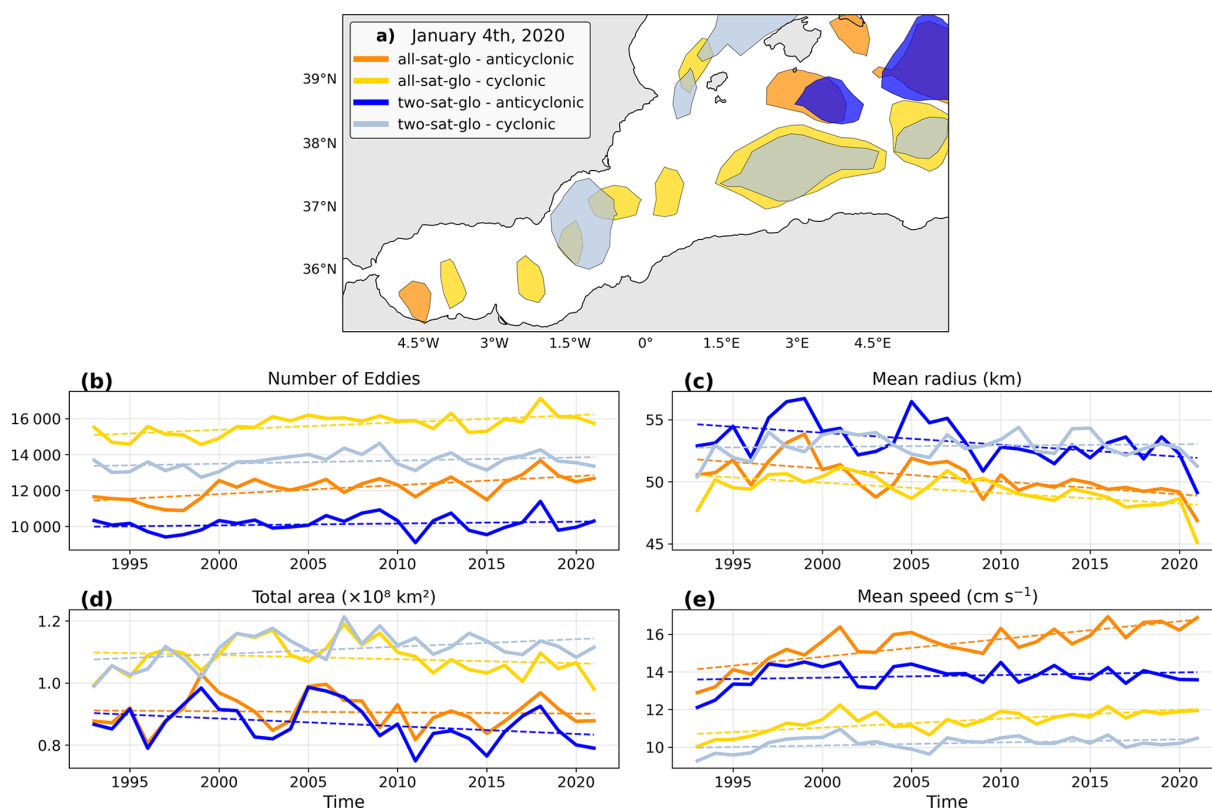 a) January 4th, 2020
all-sat-glo - anticyclonic
all-sat-glo - cyclonic
two-sat-glo - anticyclonic
two-sat-glo - cyclonic
39°N
38°N
37°N
36°N
4.5°W 3°W 1.5°W 0° 1.5°E 3°E 4.5°E
(b) Number of Eddies
16 000
14 000
12 000
10 000
1995 2000 2005 2010 2015 2020
(c) Mean radius (km)
55
50
45
1995 2000 2005 2010 2015 2020
(d) Total area (×10⁸ km²)
1.2
1.0
0.8
1995 2000 2005 2010 2015 2020
Time
(e) Mean speed (cm s⁻¹)
16
14
12
10
1995 2000 2005 2010 2015 2020
Time